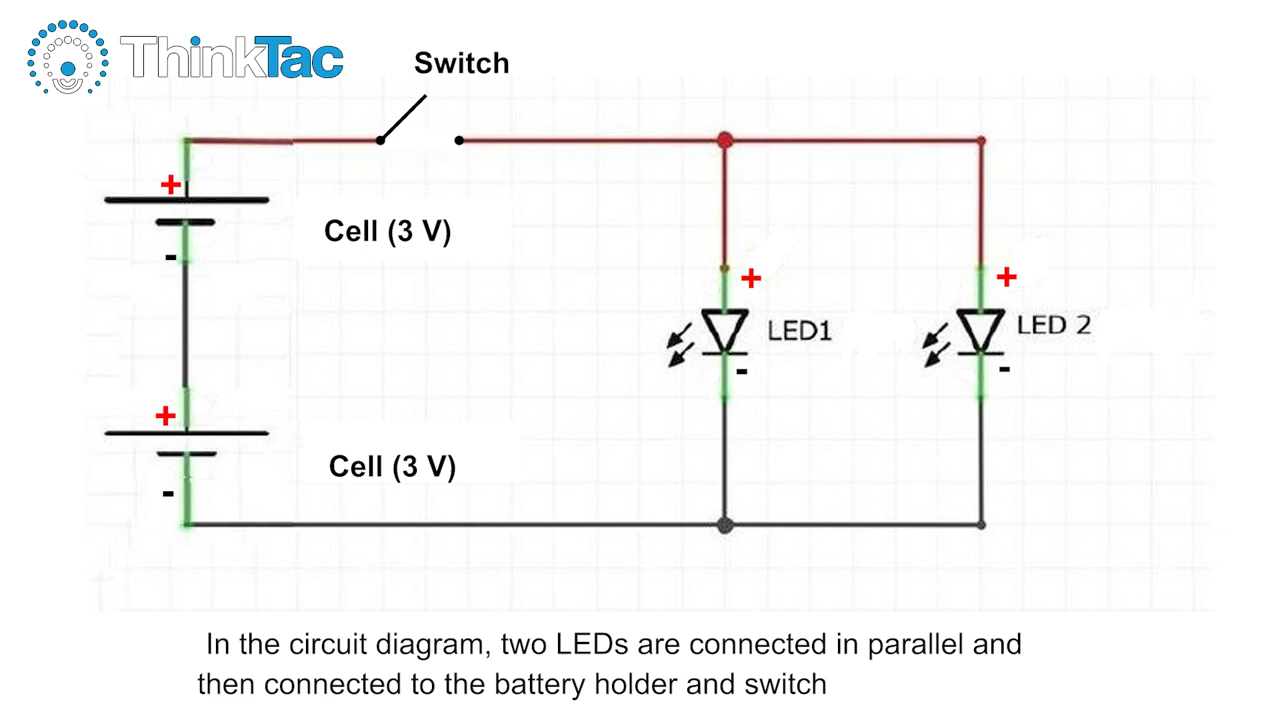 ThinkTac
Switch
+
Cell (3 V)
-
+
+
LED1
LED 2
-
-
+
Cell (3 V)
-
In the circuit diagram, two LEDs are connected in parallel and
then connected to the battery holder and switch